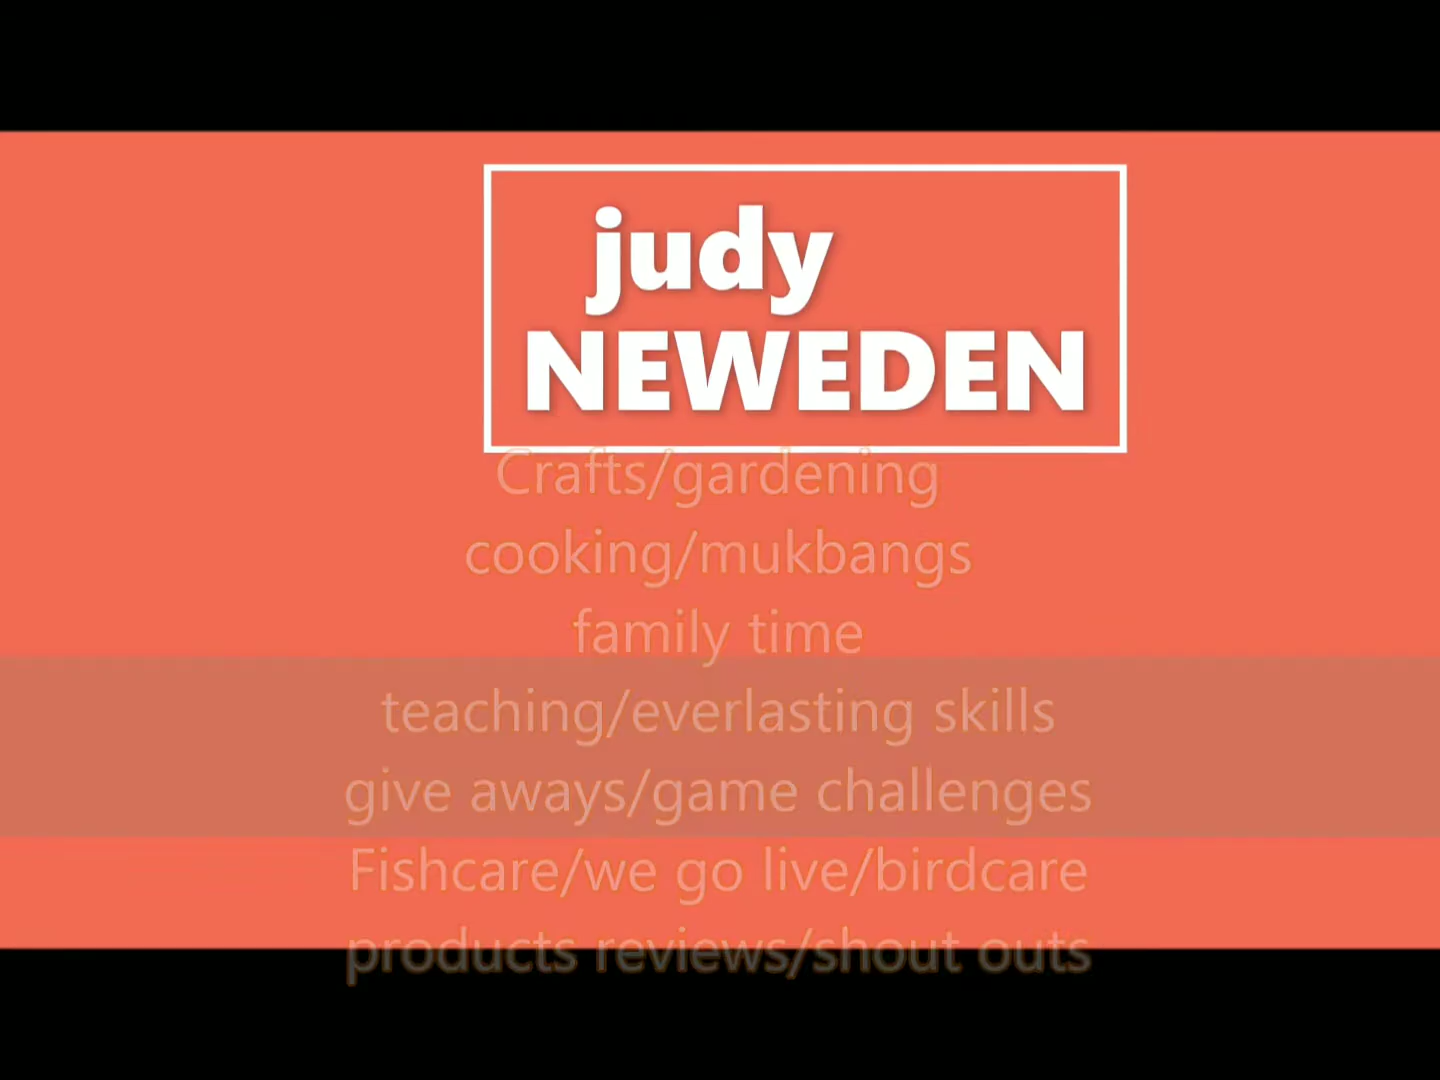 judy
NEWEDEN
Crafts/gardening
cooking/mukbangs
family time
teaching/everlasting skills
give aways/game challenges
Fishcare/we go live/birdcare
products reviews/shout outs